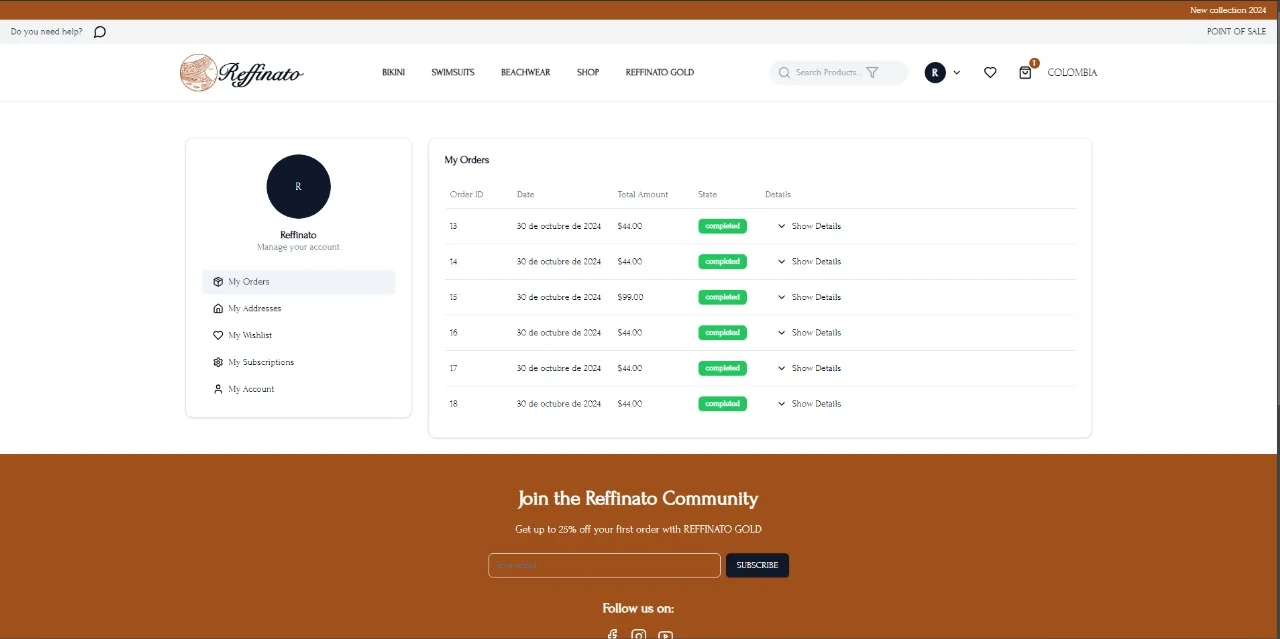 New collection 2024
Do you need help?
POINT OF SALE
Reffinato
BIKINI SWIMSUITS BEACHWEAR SHOP REFFINATO GOLD
Search Products...
R
1
COLOMBIA
R
Reffinato
Manage your account
My Orders
My Addresses
My Wishlist
My Subscriptions
My Account
My Orders
Order ID Date Total Amount State Details
13 30 de octubre de 2024 $44.00 completed Show Details
14 30 de octubre de 2024 $44.00 completed Show Details
15 30 de octubre de 2024 $99.00 completed Show Details
16 30 de octubre de 2024 $44.00 completed Show Details
17 30 de octubre de 2024 $44.00 completed Show Details
18 30 de octubre de 2024 $44.00 completed Show Details
Join the Reffinato Community
Get up to 25% off your first order with REFFINATO GOLD
SUBSCRIBE
Follow us on: